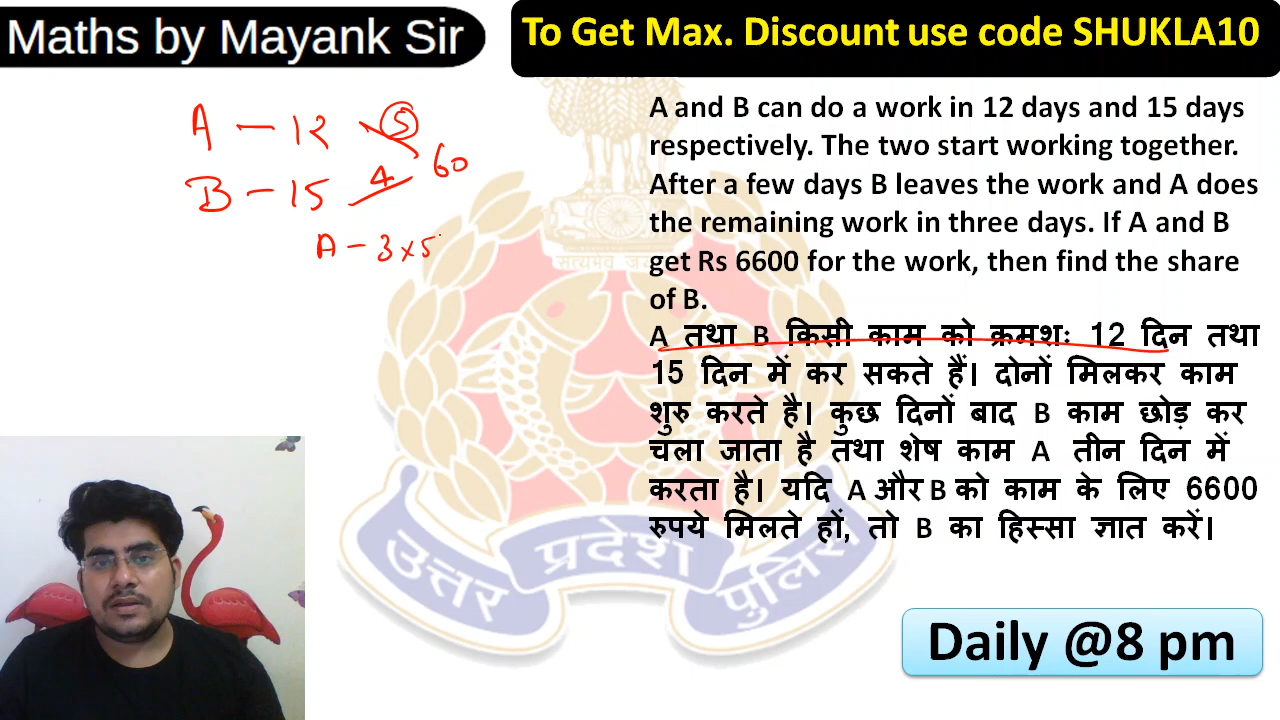 Maths by Mayank Sir
To Get Max. Discount use code SHUKLA10
A - 12 5
60
B - 15 4
A - 3 x 5
A and B can do a work in 12 days and 15 days
respectively. The two start working together.
After a few days B leaves the work and A does
the remaining work in three days. If A and B
get Rs 6600 for the work, then find the share
of B.
A तथा B किसी काम को क्रमशः 12 दिन तथा
15 दिन में कर सकते हैं। दोनों मिलकर काम
शुरु करते है। कुछ दिनों बाद B काम छोड़ कर
चला जाता है तथा शेष काम A तीन दिन में
करता है। यदि A और B को काम के लिए 6600
रुपये मिलते हों, तो B का हिस्सा ज्ञात करें।
सत्यमेव जयते
उत्तर प्रदेश पुलिस
Daily @8 pm